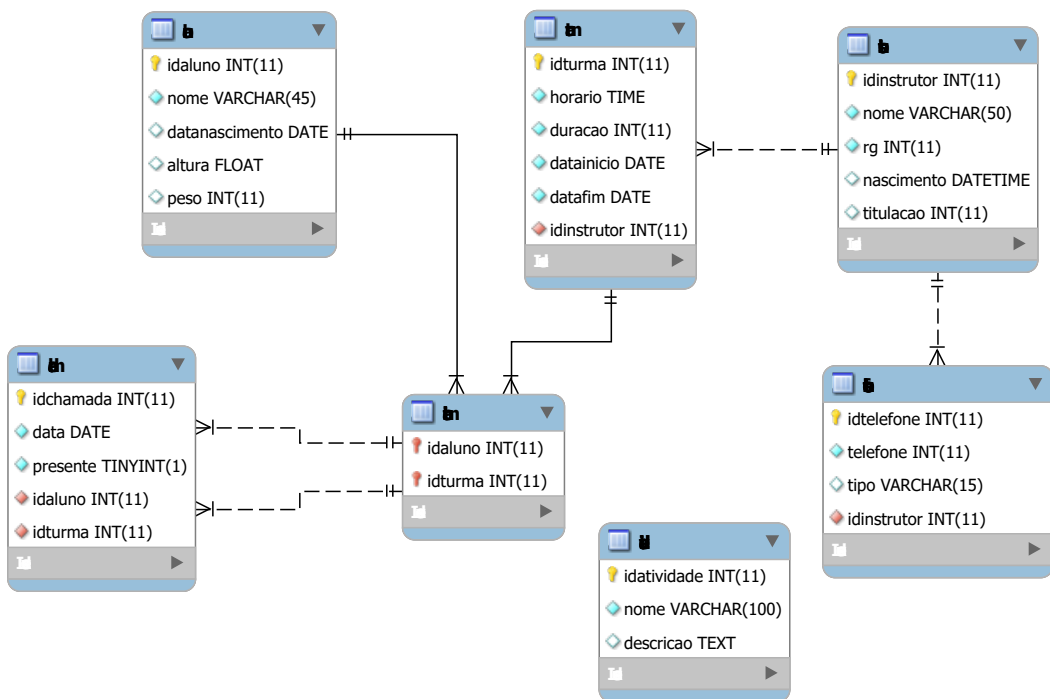 idaluno INT(11)
nome VARCHAR(45)
datanascimento DATE
altura FLOAT
peso INT(11)
idturma INT(11)
horario TIME
duracao INT(11)
datainicio DATE
datafim DATE
idinstrutor INT(11)
idinstrutor INT(11)
nome VARCHAR(50)
rg INT(11)
nascimento DATETIME
titulacao INT(11)
idchamada INT(11)
data DATE
presente TINYINT(1)
idaluno INT(11)
idturma INT(11)
idaluno INT(11)
idturma INT(11)
idtelefone INT(11)
telefone INT(11)
tipo VARCHAR(15)
idinstrutor INT(11)
idatividade INT(11)
nome VARCHAR(100)
descricao TEXT